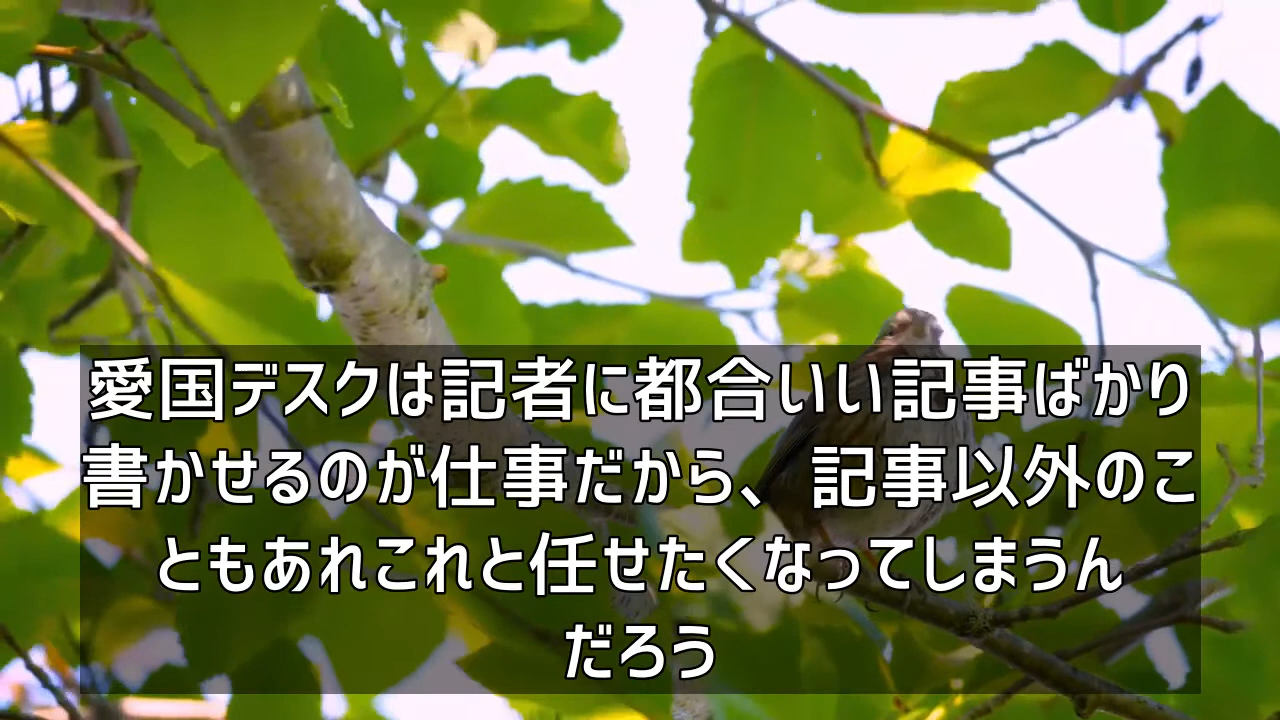 愛国デスクは記者に都合いい記事ばかり
書かせるのが仕事だから、記事以外のこ
ともあれこれと任せたくなってしまうん
だろう